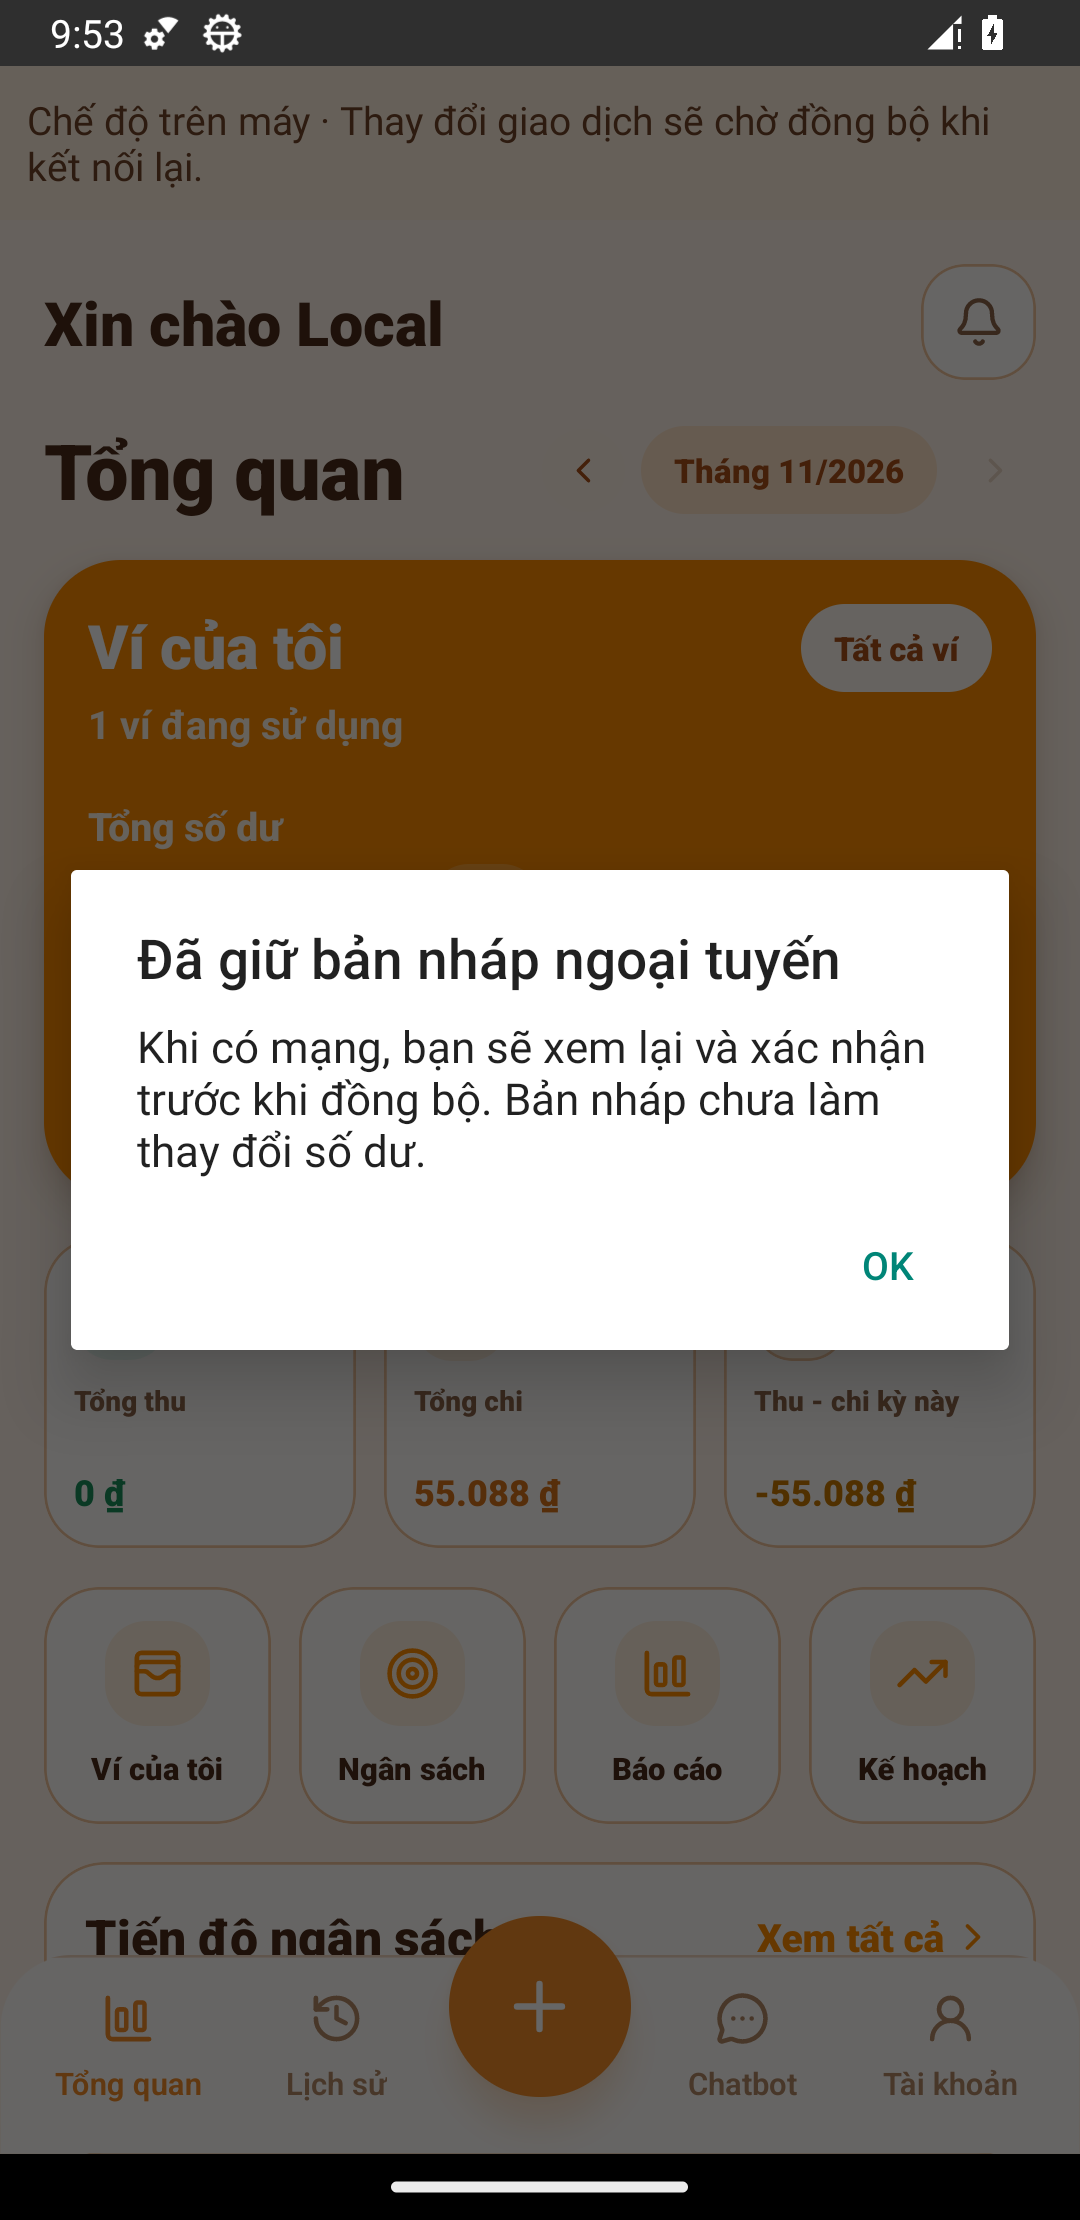 9:53
Chế độ trên máy · Thay đổi giao dịch sẽ chờ đồng bộ khi
kết nối lại.
Xin chào Local
Tổng quan
Tháng 11/2026
Ví của tôi
Tất cả ví
1 ví đang sử dụng
Tổng số dư
Đã giữ bản nháp ngoại tuyến
Khi có mạng, bạn sẽ xem lại và xác nhận
trước khi đồng bộ. Bản nháp chưa làm
thay đổi số dư.
OK
Tổng thu
Tổng chi
Thu - chi kỳ này
0 ₫
55.088 ₫
-55.088 ₫
Ví của tôi
Ngân sách
Báo cáo
Kế hoạch
Tiến độ ngân sách
Xem tất cả
Tổng quan
Lịch sử
Chatbot
Tài khoản